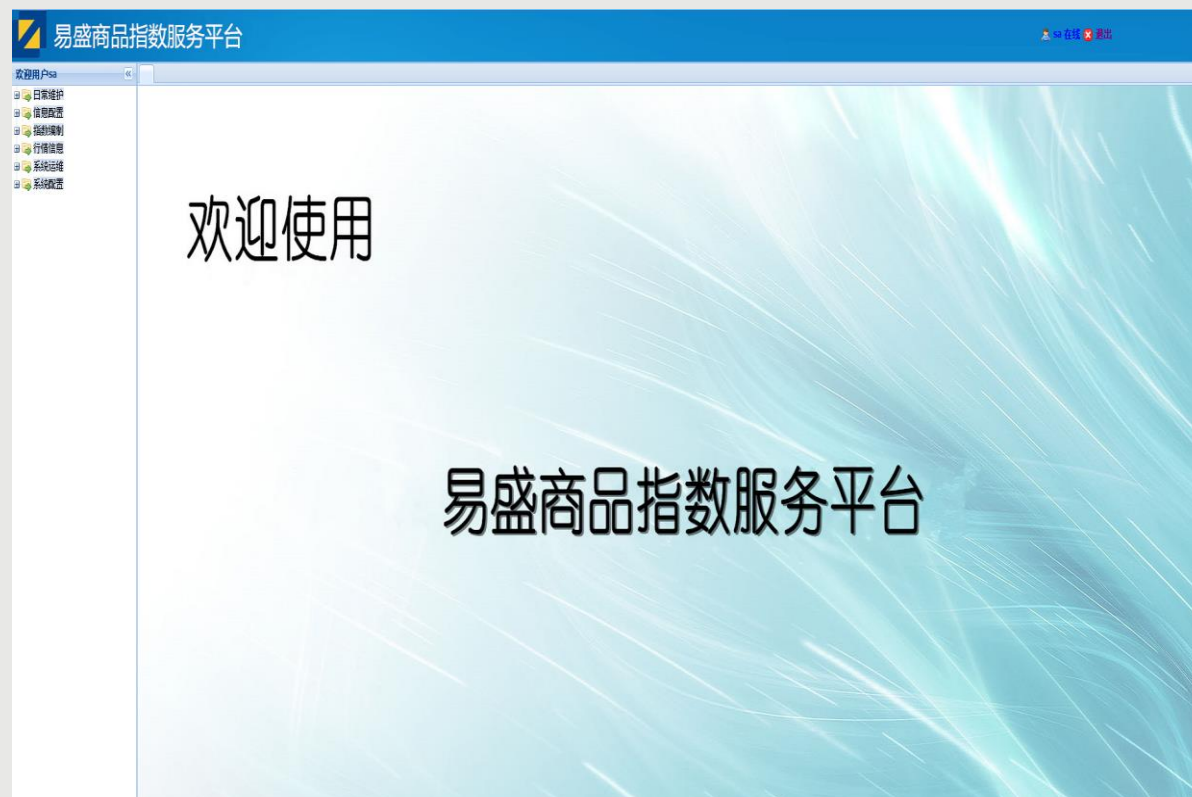 易盛商品指数服务平台
sa 在线 退出
欢迎用户sa
日常维护
信息配置
指数编制
行情信息
系统运维
系统配置
欢迎使用
易盛商品指数服务平台